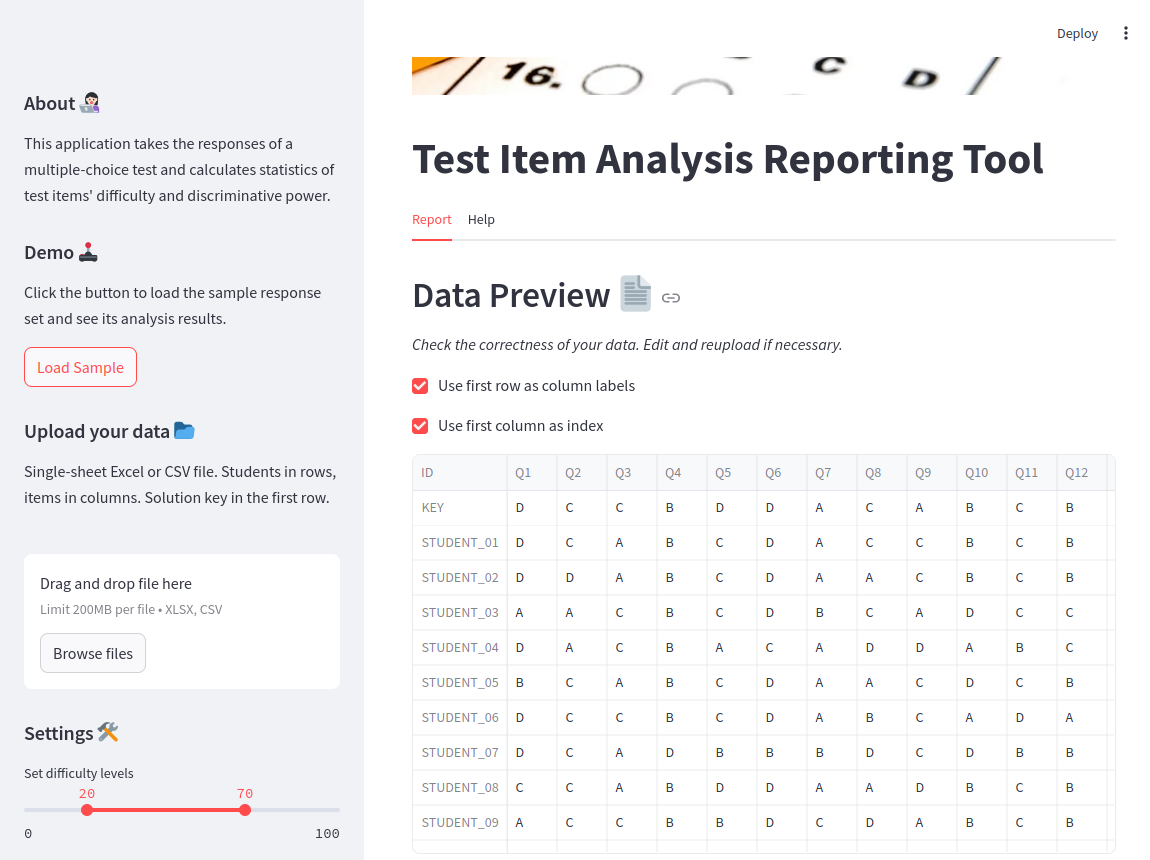 Deploy
16.
C
D
About
This application takes the responses of a
multiple-choice test and calculates statistics of
test items' difficulty and discriminative power.
Demo
Click the button to load the sample response
set and see its analysis results.
Load Sample
Upload your data
Single-sheet Excel or CSV file. Students in rows,
items in columns. Solution key in the first row.
Drag and drop file here
Limit 200MB per file • XLSX, CSV
Browse files
Settings
Set difficulty levels
20 70
0 100
Test Item Analysis Reporting Tool
Report Help
Data Preview
Check the correctness of your data. Edit and reupload if necessary.
Use first row as column labels
Use first column as index
ID Q1 Q2 Q3 Q4 Q5 Q6 Q7 Q8 Q9 Q10 Q11 Q12
KEY D C C B D D A C A B C B
STUDENT_01 D C A B C D A C C B C B
STUDENT_02 D D A B C D A A C B C B
STUDENT_03 A A C B C D B C A D C C
STUDENT_04 D A C B A C A D D A B C
STUDENT_05 B C A B C D A A C D C B
STUDENT_06 D C C B C D A B C A D A
STUDENT_07 D C A D B B B D C D B B
STUDENT_08 C C A B D D A A D B C B
STUDENT_09 A C C B B D C D A B C B